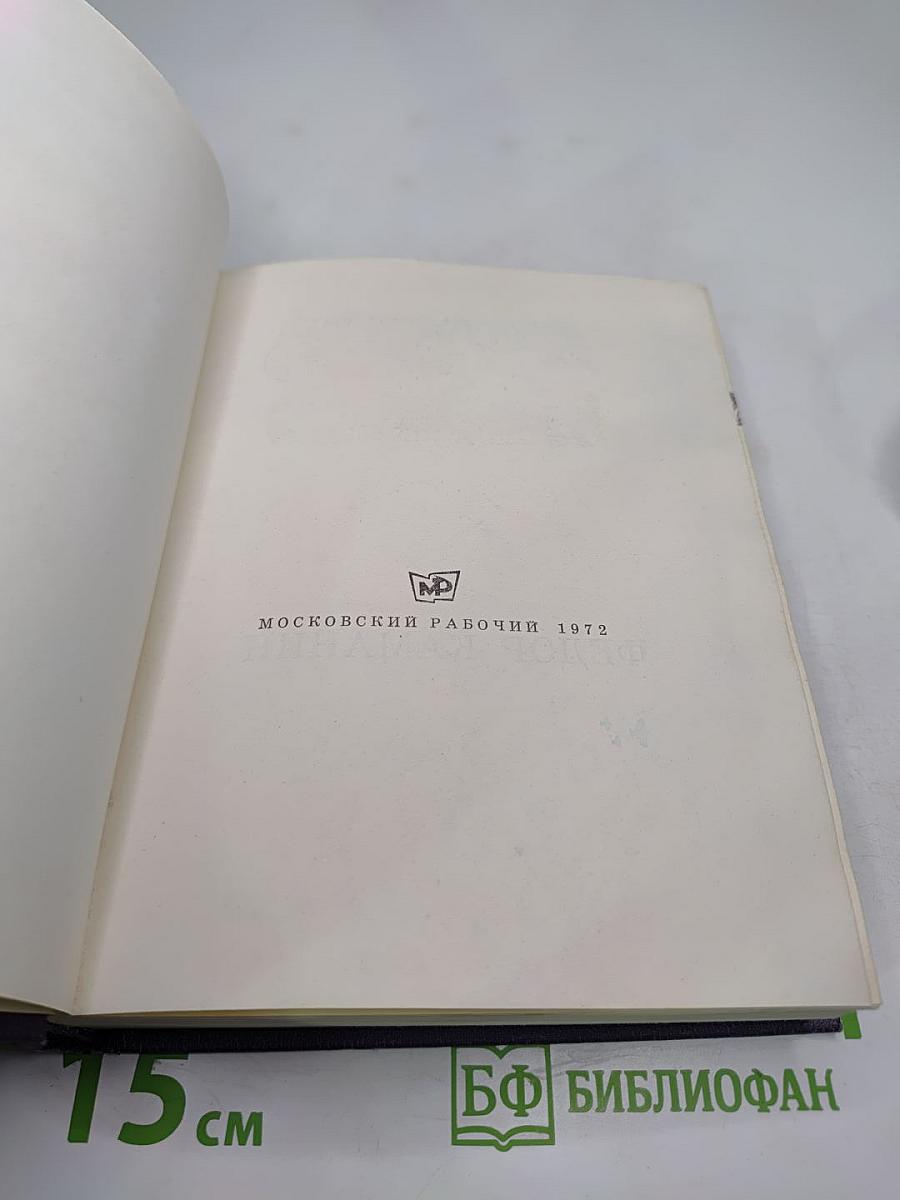 МР
МОСКОВСКИЙ РАБОЧИЙ 1972
15 см
БФ БИБЛИОФАН